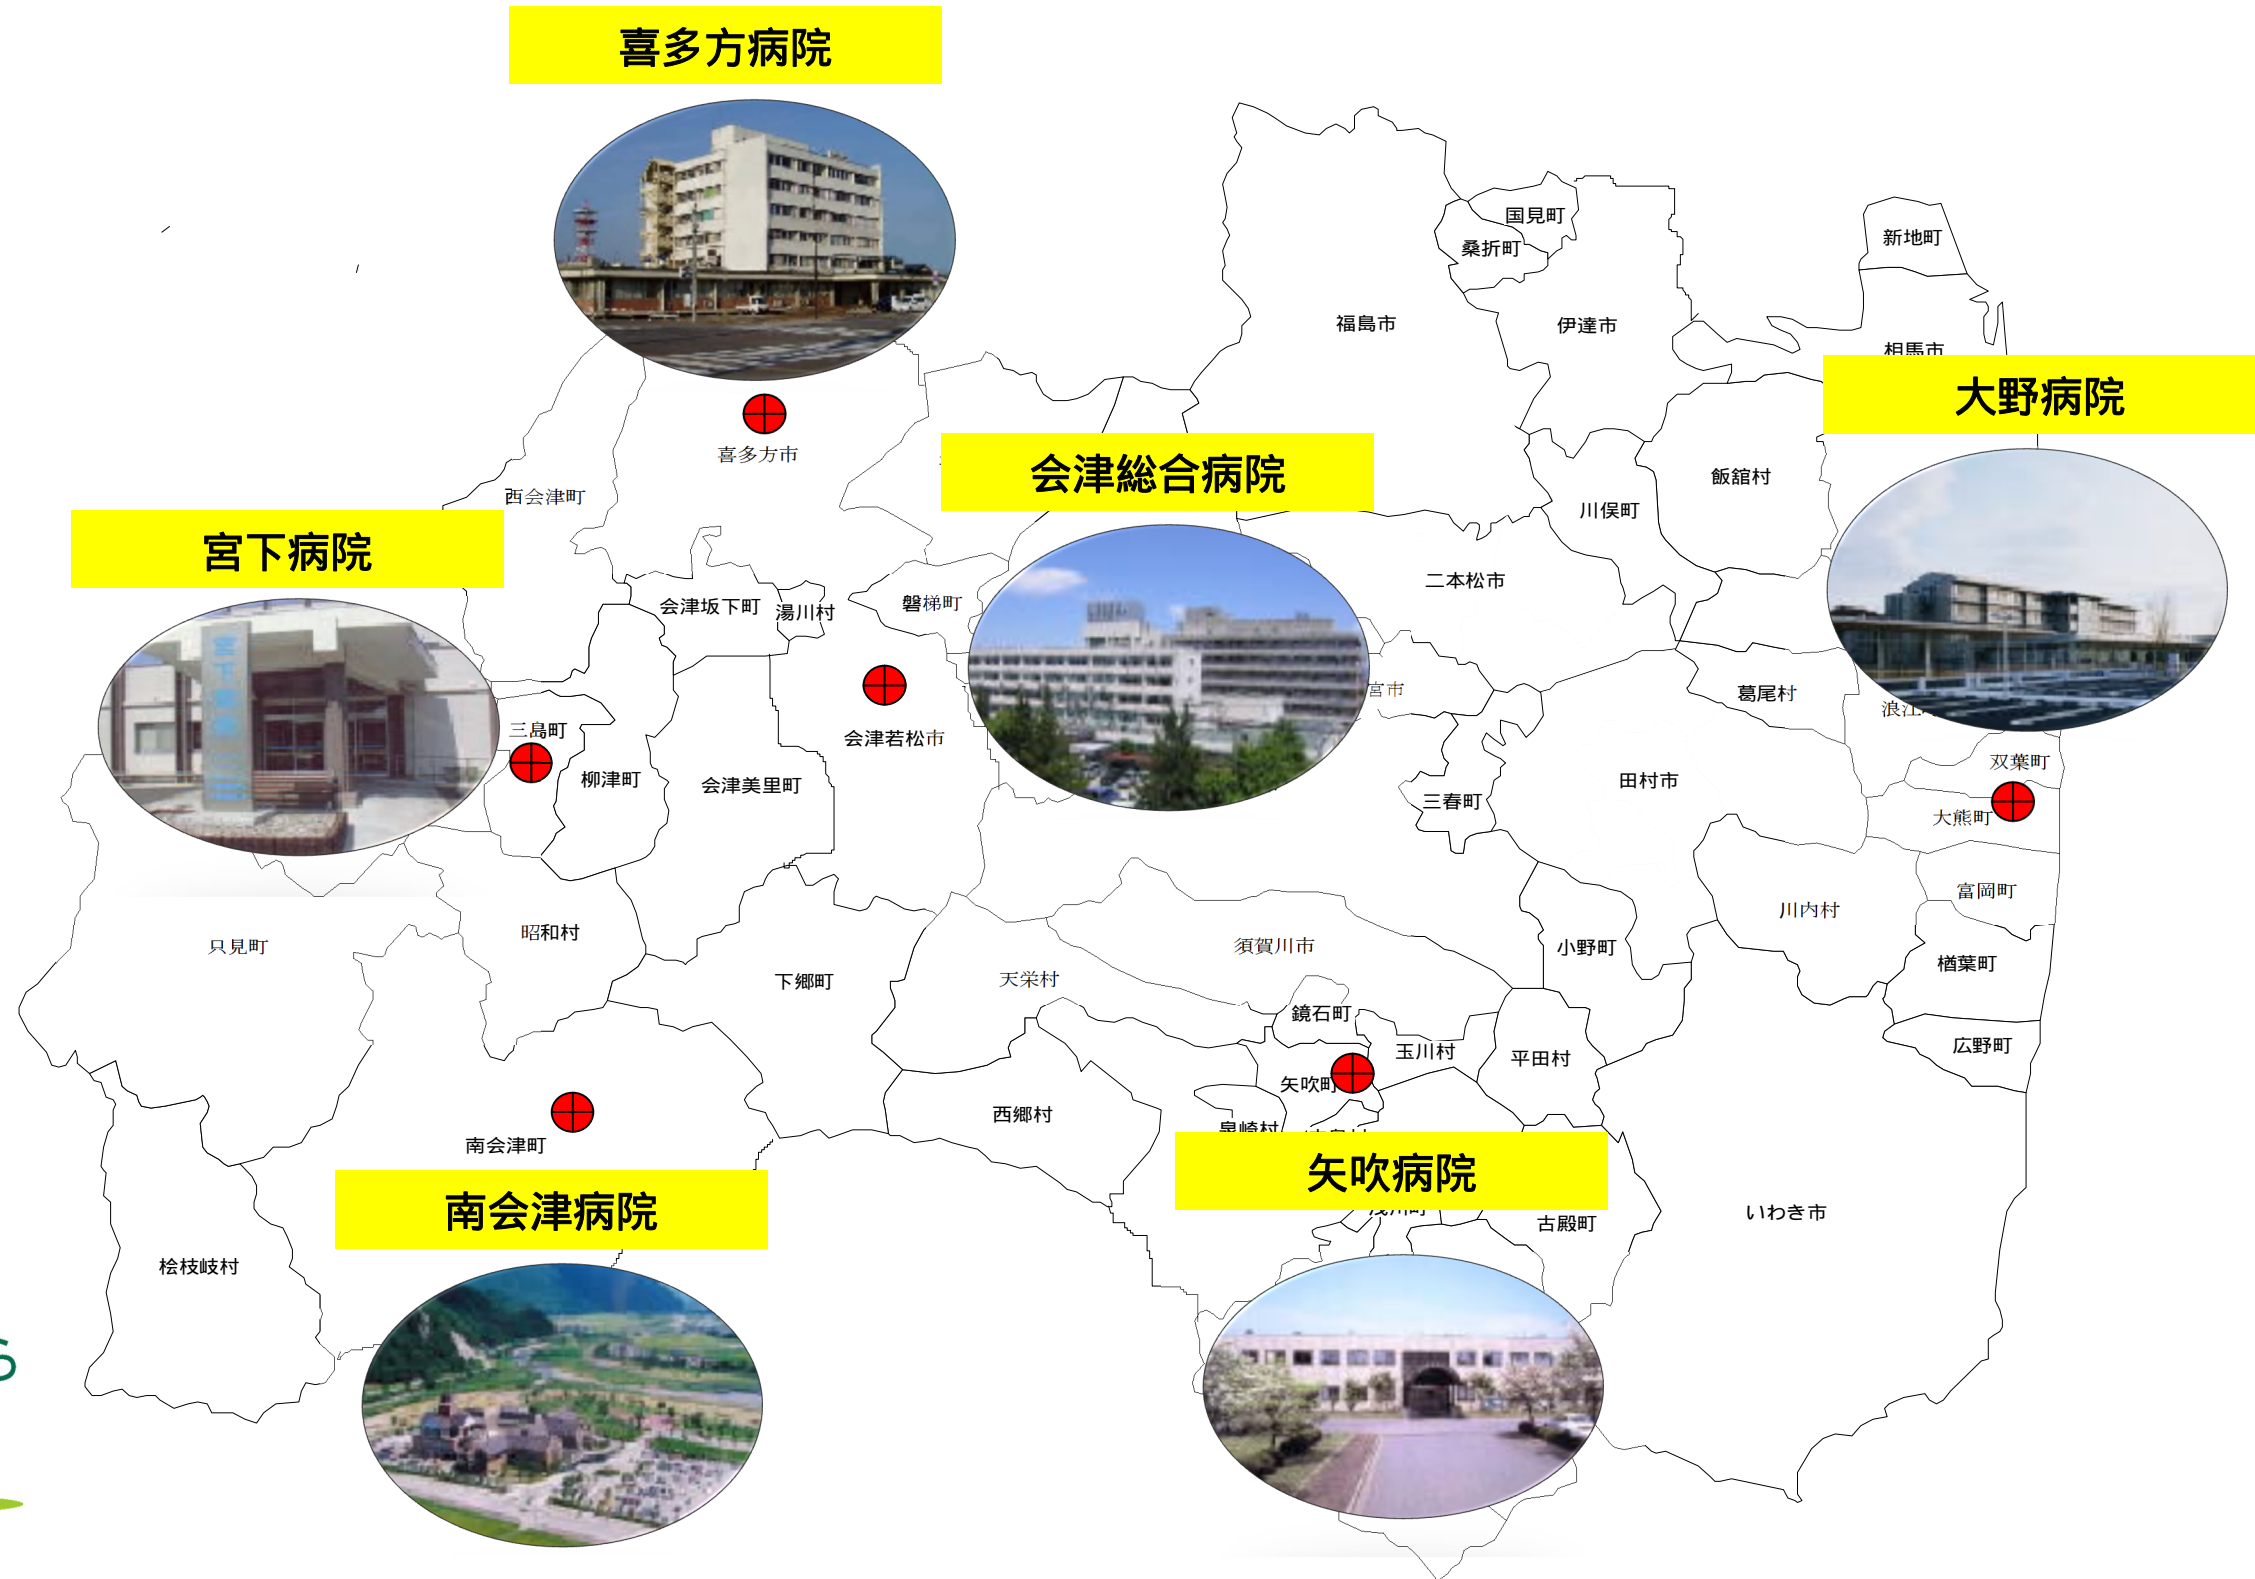 喜多方病院
国見町
桑折町
新地町
福島市
伊達市
相馬市
大野病院
喜多方市
会津総合病院
飯舘村
西会津町
川俣町
宮下病院
二本松市
会津坂下町
湯川村
磐梯町
宮市
葛尾村
三島町
会津若松市
双葉町
柳津町
会津美里町
田村市
三春町
大熊町
富岡町
川内村
昭和村
只見町
須賀川市
小野町
楢葉町
下郷町
天栄村
鏡石町
玉川村
平田村
広野町
矢吹町
西郷村
泉崎村
南会津町
矢吹病院
南会津病院
浅川町
古殿町
いわき市
桧枝岐村